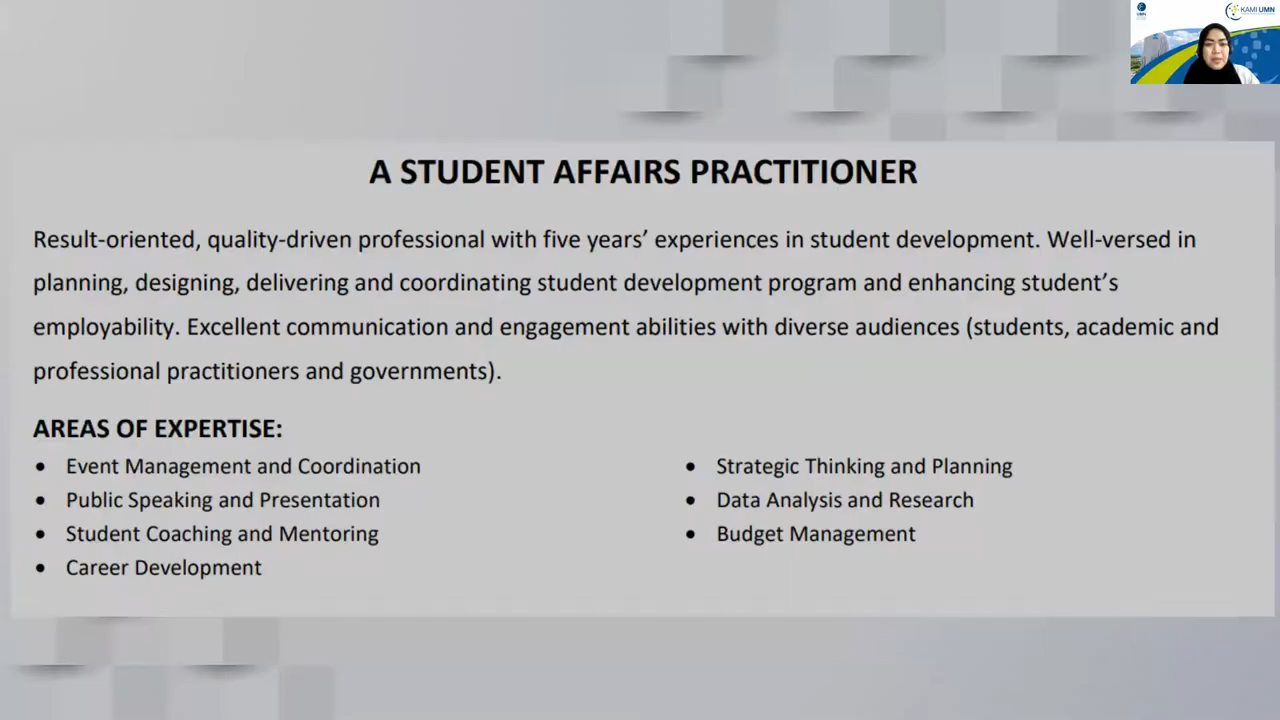 UMN
KAMI UMN
A STUDENT AFFAIRS PRACTITIONER
Result-oriented, quality-driven professional with five years’ experiences in student development. Well-versed in
planning, designing, delivering and coordinating student development program and enhancing student’s
employability. Excellent communication and engagement abilities with diverse audiences (students, academic and
professional practitioners and governments).
AREAS OF EXPERTISE:
• Event Management and Coordination
• Public Speaking and Presentation
• Student Coaching and Mentoring
• Career Development
• Strategic Thinking and Planning
• Data Analysis and Research
• Budget Management